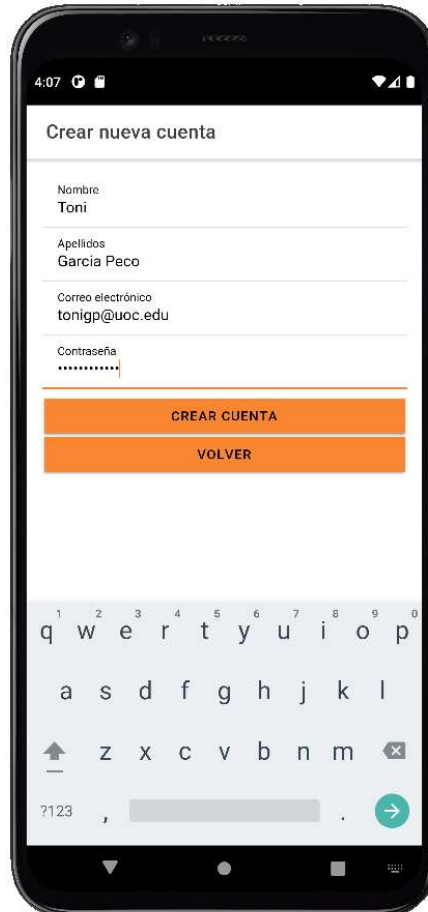 4:07
Crear nueva cuenta
Nombre
Toni
Apellidos
Garcia Peco
Correo electrónico
tonigp@uoc.edu
Contraseña
••••••••••••
CREAR CUENTA
VOLVER
1 2 3 4 5 6 7 8 9 0
q w e r t y u i o p
a s d f g h j k l
z x c v b n m
?123 , .